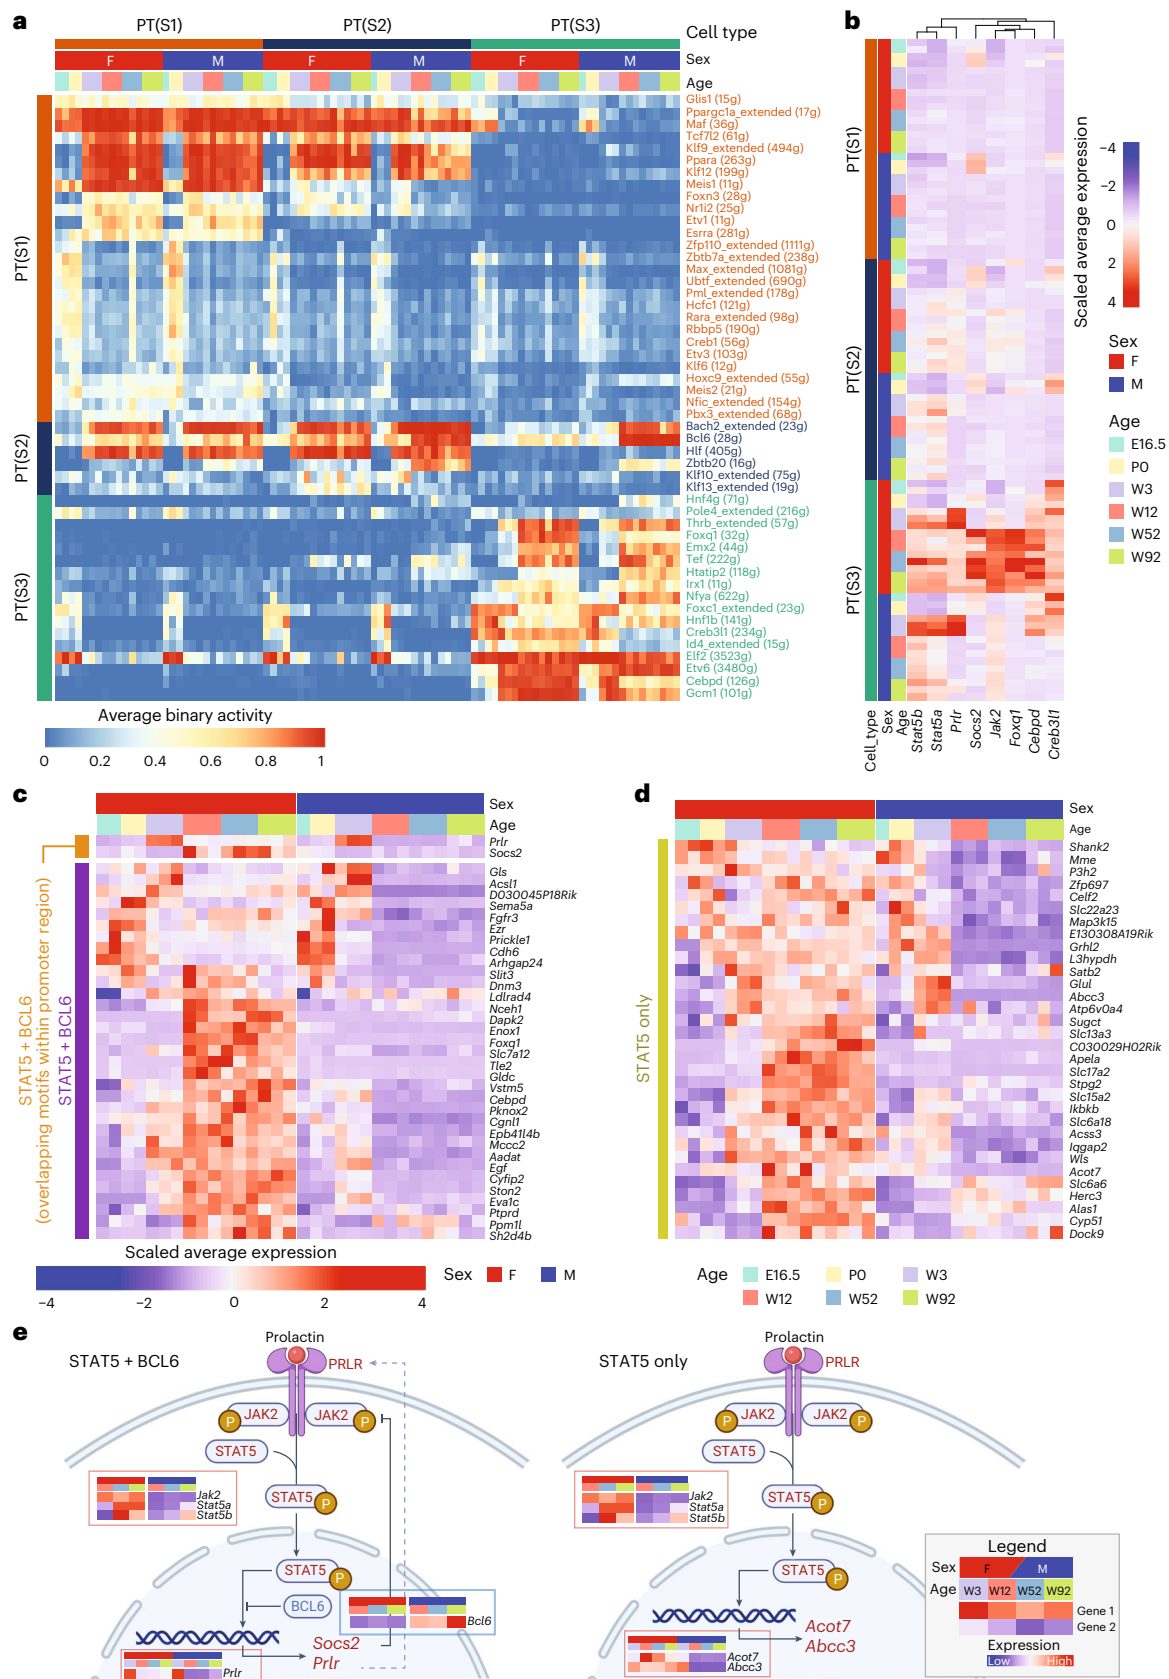 a
PT(S1) PT(S2) PT(S3)
Cell type
F M F M F M
Sex
Age
PT(S1)
PT(S2)
PT(S3)
Glis1 (15g)
Ppargc1a_extended (17g)
Maf (36g)
Tcf7l2 (61g)
Klf9_extended (494g)
Ppara (263g)
Klf12 (199g)
Meis1 (11g)
Foxn3 (28g)
Nr1i2 (25g)
Etv1 (11g)
Esrra (281g)
Zfp110_extended (1111g)
Zbtb7a_extended (238g)
Max_extended (1081g)
Ubtf_extended (690g)
Pml_extended (178g)
Hcfc1 (121g)
Rara_extended (98g)
Rbbp5 (190g)
Creb1 (56g)
Etv3 (103g)
Klf6 (12g)
Hoxc9_extended (55g)
Meis2 (21g)
Nfic_extended (154g)
Pbx3_extended (68g)
Bach2_extended (23g)
Bcl6 (28g)
Hlf (405g)
Zbtb20 (16g)
Klf10_extended (75g)
Klf13_extended (19g)
Hnf4g (71g)
Pole4_extended (216g)
Thrb_extended (57g)
Foxq1 (32g)
Emx2 (44g)
Tef (222g)
Htatip2 (118g)
Irx1 (11g)
Nfya (622g)
Foxc1_extended (23g)
Hnf1b (141g)
Creb3l1 (234g)
Id4_extended (15g)
Elf2 (3523g)
Etv6 (3480g)
Cebpd (126g)
Gcm1 (101g)
Average binary activity
0 0.2 0.4 0.6 0.8 1
b
PT(S1)
PT(S2)
PT(S3)
Cell_type Sex Age Stat5b Stat5a Prlr Socs2 Jak2 Foxq1 Cebpd Creb3l1
Scaled average expression
−4
−2
0
2
4
Sex
F
M
Age
E16.5
P0
W3
W12
W52
W92
c
Sex
Age
STAT5 + BCL6
(overlapping motifs within promoter region)
STAT5 + BCL6
Prlr
Socs2
Gls
Acsl1
D030045P18Rik
Sema5a
Fgfr3
Ezr
Prickle1
Cdh6
Arhgap24
Slit3
Dnm3
Ldlrad4
Nceh1
Dapk2
Enox1
Foxq1
Slc7a12
Tle2
Gldc
Vstm5
Cebpd
Pknox2
Cgnl1
Epb41l4b
Mccc2
Aadat
Egf
Cyfip2
Ston2
Eva1c
Ptprd
Ppm1l
Sh2d4b
Scaled average expression
−4 −2 0 2 4
Sex F M
d
Sex
Age
STAT5 only
Shank2
Mme
P3h2
Zfp697
Celf2
Slc22a23
Map3k15
E130308A19Rik
Grhl2
L3hypdh
Satb2
Glul
Abcc3
Atp6v0a4
Sugct
Slc13a3
C030029H02Rik
Apela
Slc17a2
Stpg2
Slc15a2
Ikbkb
Slc6a18
Acss3
Iqgap2
Wls
Acot7
Slc6a6
Herc3
Alas1
Cyp51
Dock9
Age E16.5 P0 W3
W12 W52 W92
e
STAT5 + BCL6
Prolactin
PRLR
P JAK2 JAK2 P
STAT5
Jak2
Stat5a
Stat5b
STAT5 P
STAT5 P
BCL6
Bcl6
Socs2
Prlr
Prlr
STAT5 only
Prolactin
PRLR
P JAK2 JAK2 P
STAT5
Jak2
Stat5a
Stat5b
STAT5 P
STAT5 P
Acot7
Abcc3
Acot7
Abcc3
Legend
Sex F M
Age W3 W12 W52 W92
Gene 1
Gene 2
Expression
Low High